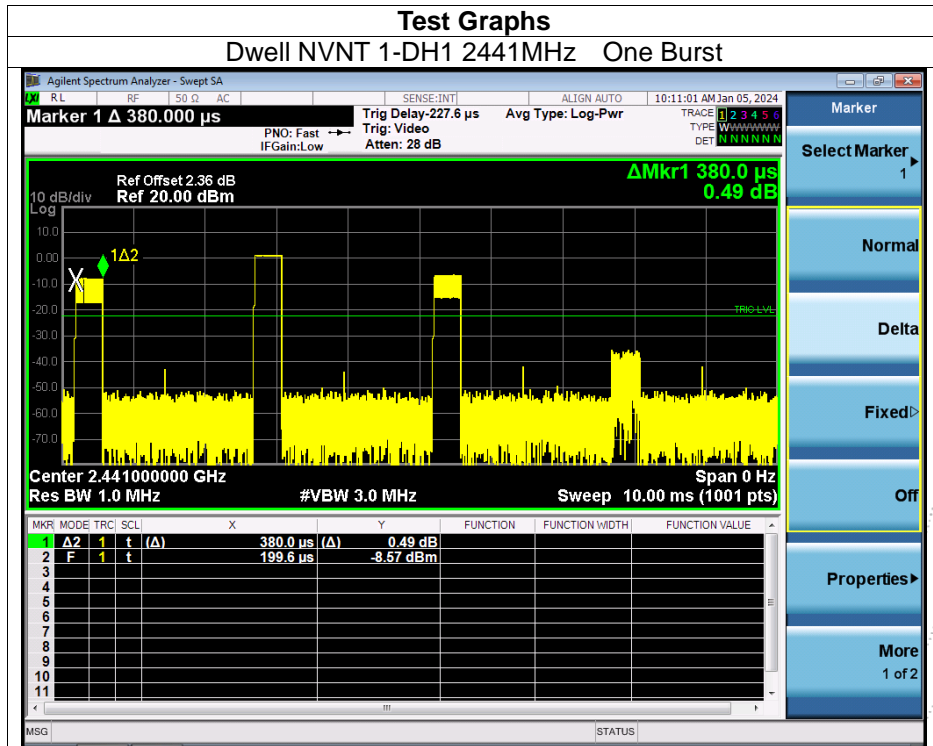 Test Graphs
Dwell NVNT 1-DH1 2441MHz One Burst
Agilent Spectrum Analyzer - Swept SA
LXI RL RF 50 Ω AC SENSE:INT ALIGN AUTO 10:11:01 AM Jan 05, 2024
Marker 1 Δ 380.000 µs
PNO: Fast
IFGain:Low
Trig Delay-227.6 µs
Trig: Video
Atten: 28 dB
Avg Type: Log-Pwr
TRACE 1 2 3 4 5 6
TYPE WWWWWW
DET N N N N N N
Ref Offset 2.36 dB
Ref 20.00 dBm
10 dB/div
Log
ΔMkr1 380.0 µs
0.49 dB
10.0
0.00
-10.0
-20.0
-30.0
-40.0
-50.0
-60.0
-70.0
X
1Δ2
TRIG LVL
Center 2.441000000 GHz
Span 0 Hz
Res BW 1.0 MHz #VBW 3.0 MHz Sweep 10.00 ms (1001 pts)
MKR MODE TRC SCL X Y FUNCTION FUNCTION WIDTH FUNCTION VALUE
1 Δ2 1 t (Δ) 380.0 µs (Δ) 0.49 dB
2 F 1 t 199.6 µs -8.57 dBm
3
4
5
6
7
8
9
10
11
MSG STATUS
Marker
Select Marker
1
Normal
Delta
Fixed
Off
Properties
More
1 of 2